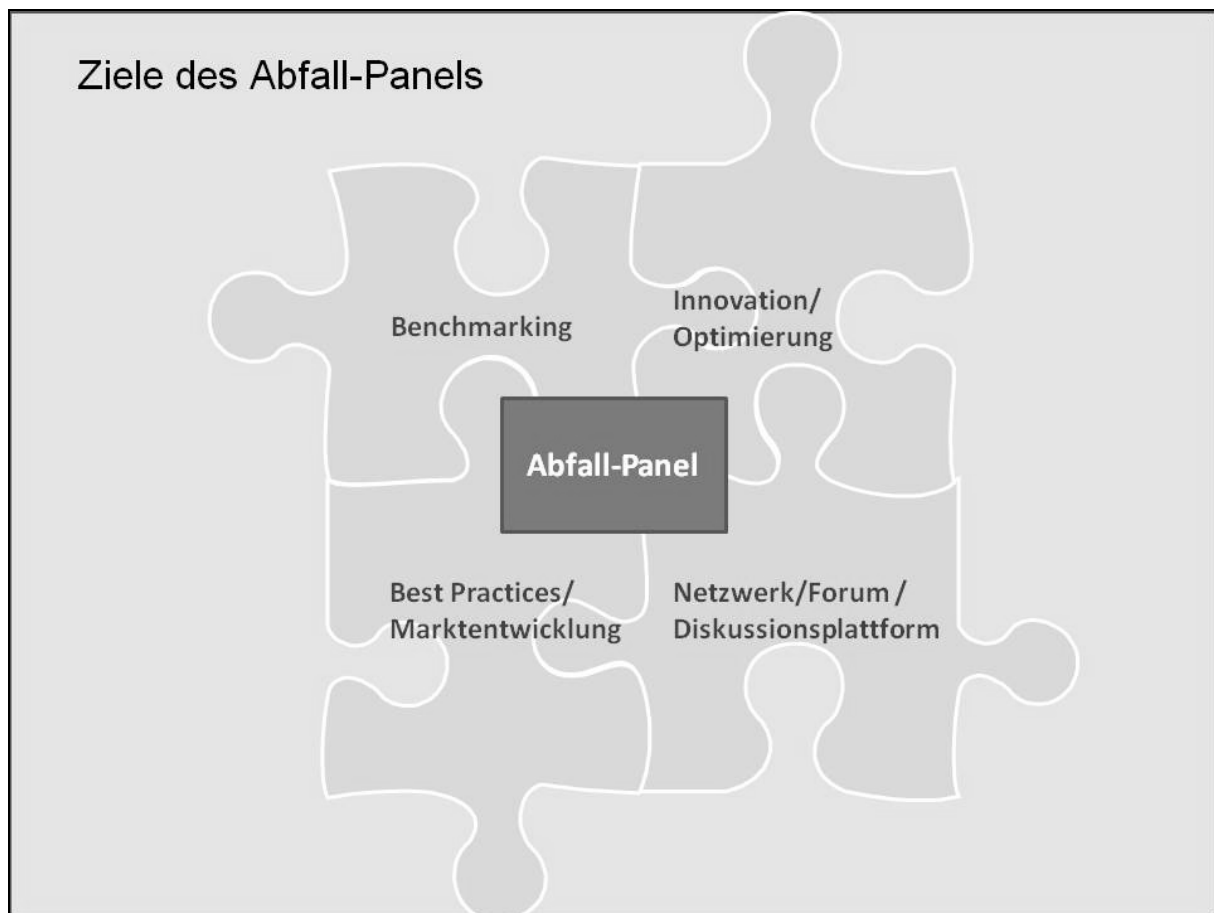 Ziele des Abfall-Panels
Benchmarking
Innovation/
Optimierung
Abfall-Panel
Best Practices/
Marktentwicklung
Netzwerk/Forum /
Diskussionsplattform